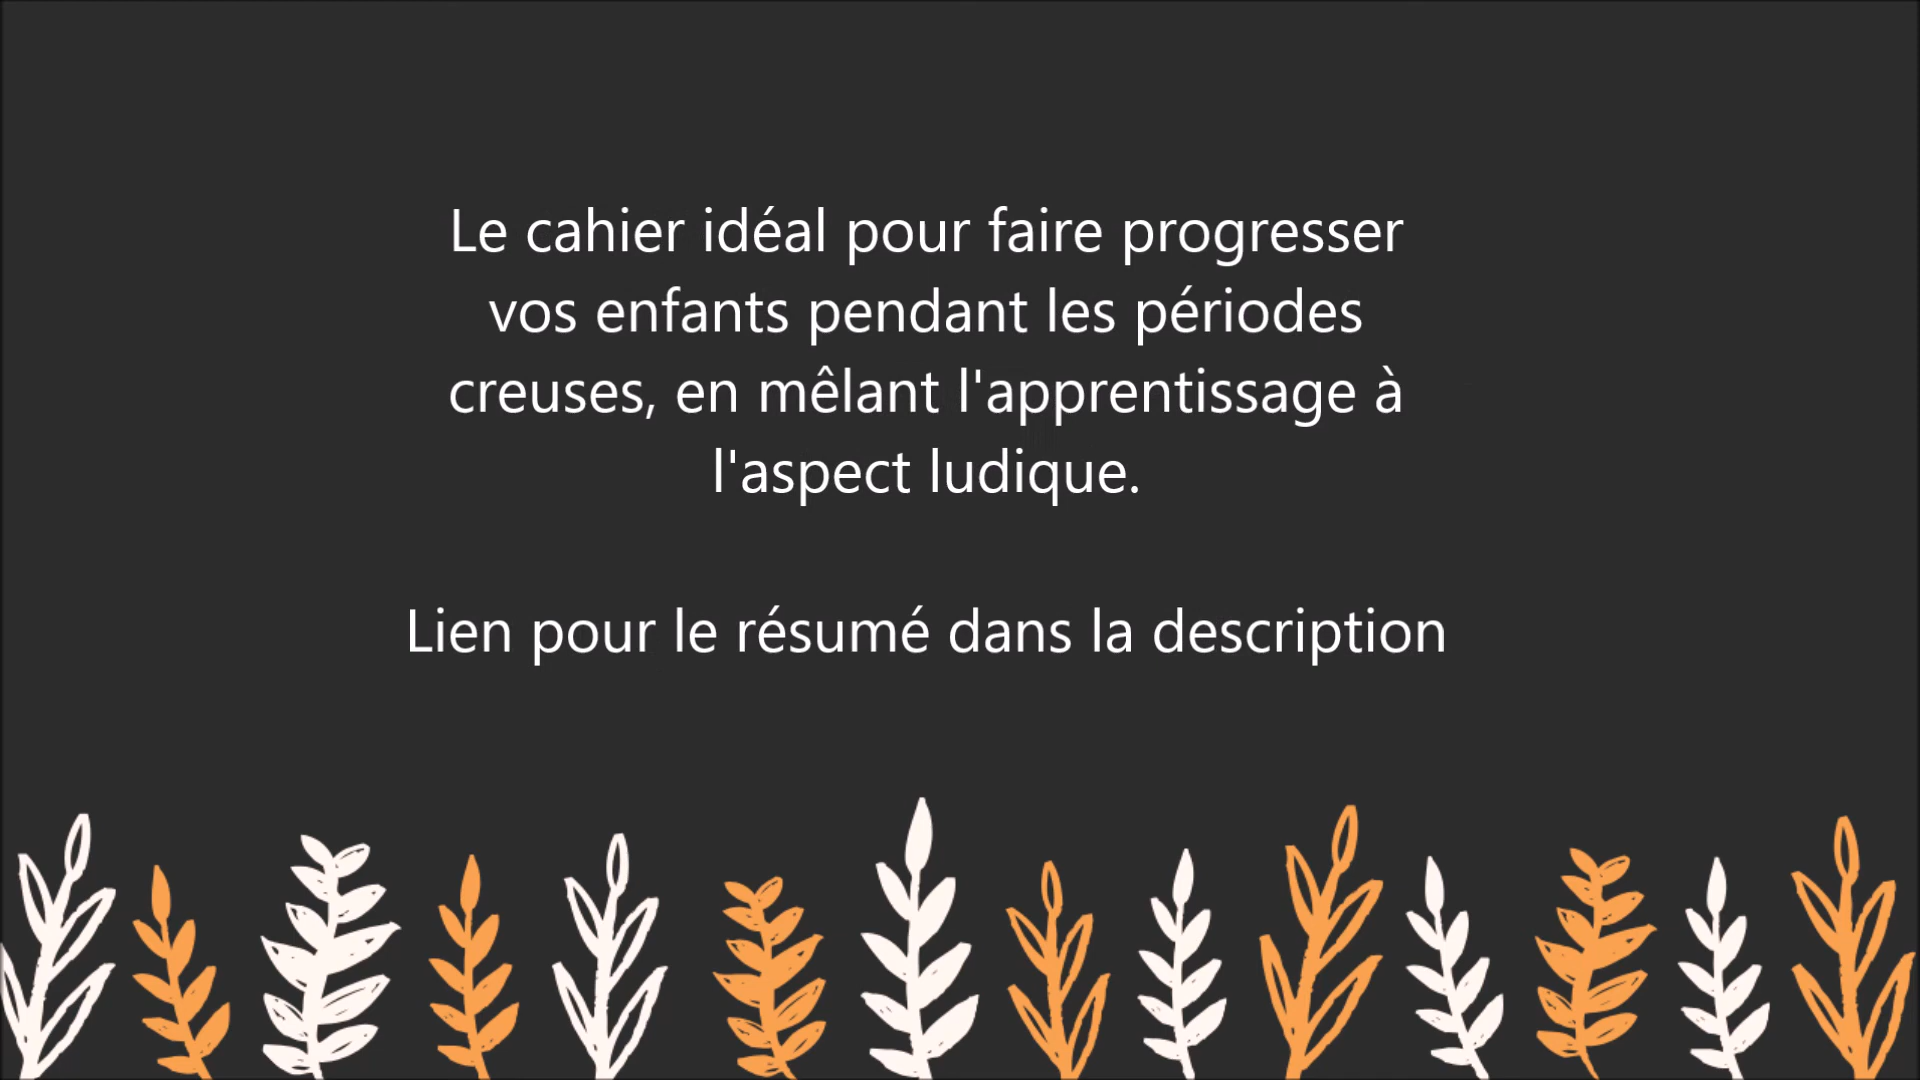 Le cahier idéal pour faire progresser
vos enfants pendant les périodes
creuses, en mêlant l'apprentissage à
l'aspect ludique.
Lien pour le résumé dans la description